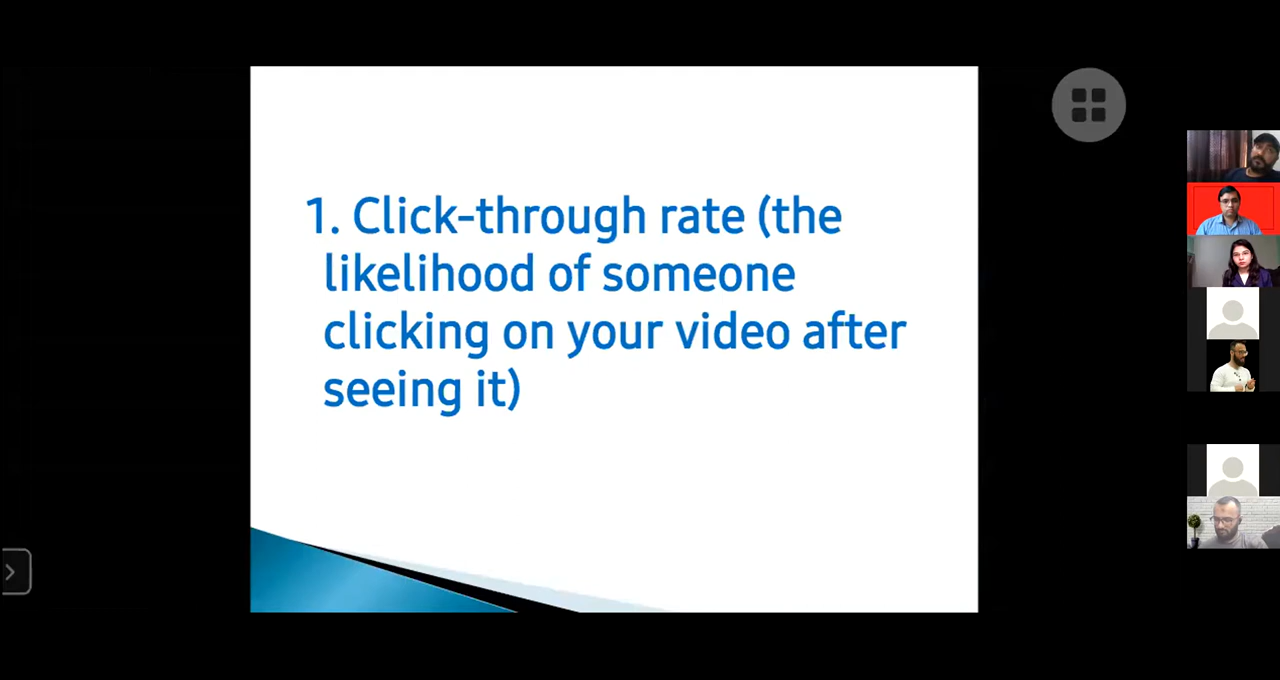 1. Click-through rate (the
likelihood of someone
clicking on your video after
seeing it)